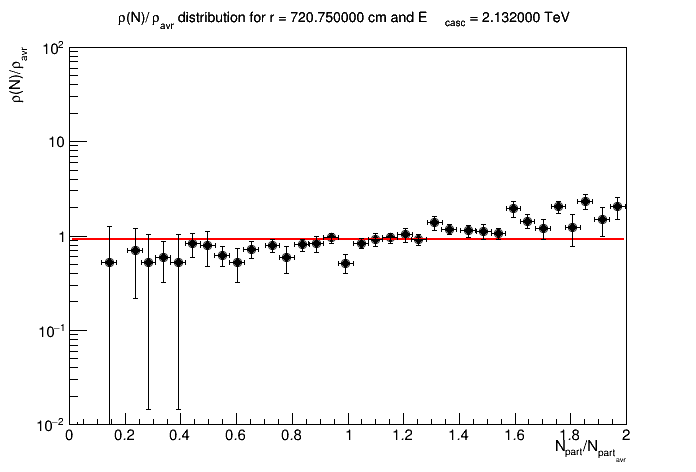 ρ(N)/ρavr distribution for r = 720.750000 cm and E casc = 2.132000 TeV
ρ(N)/ρavr
10²
10
1
10⁻¹
10⁻²
0 0.2 0.4 0.6 0.8 1 1.2 1.4 1.6 1.8 2
Npart/Npartavr